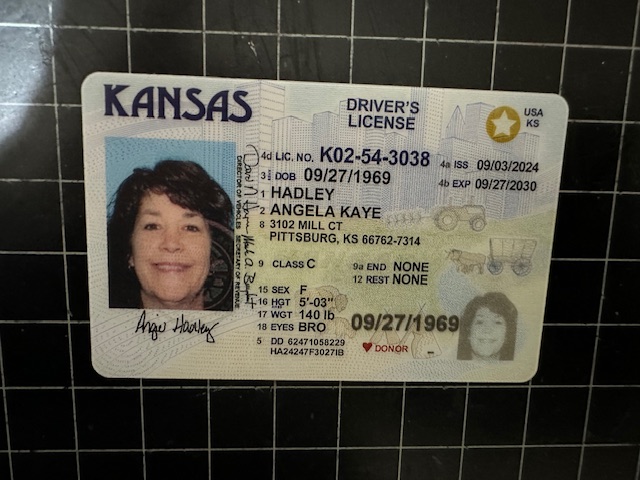 KANSAS
DRIVER'S
LICENSE
USA
KS
4d LIC. NO. K02-54-3038
4a ISS 09/03/2024
3 DOB 09/27/1969
4b EXP 09/27/2030
1 HADLEY
2 ANGELA KAYE
8 3102 MILL CT
PITTSBURG, KS 66762-7314
DIRECTOR OF VEHICLES
SECRETARY OF REVENUE
9 CLASS C
9a END NONE
12 REST NONE
15 SEX F
16 HGT 5'-03"
17 WGT 140 lb
18 EYES BRO
09/27/1969
5 DD 62471058229
HA24247F30271B
DONOR
Angie Hadley